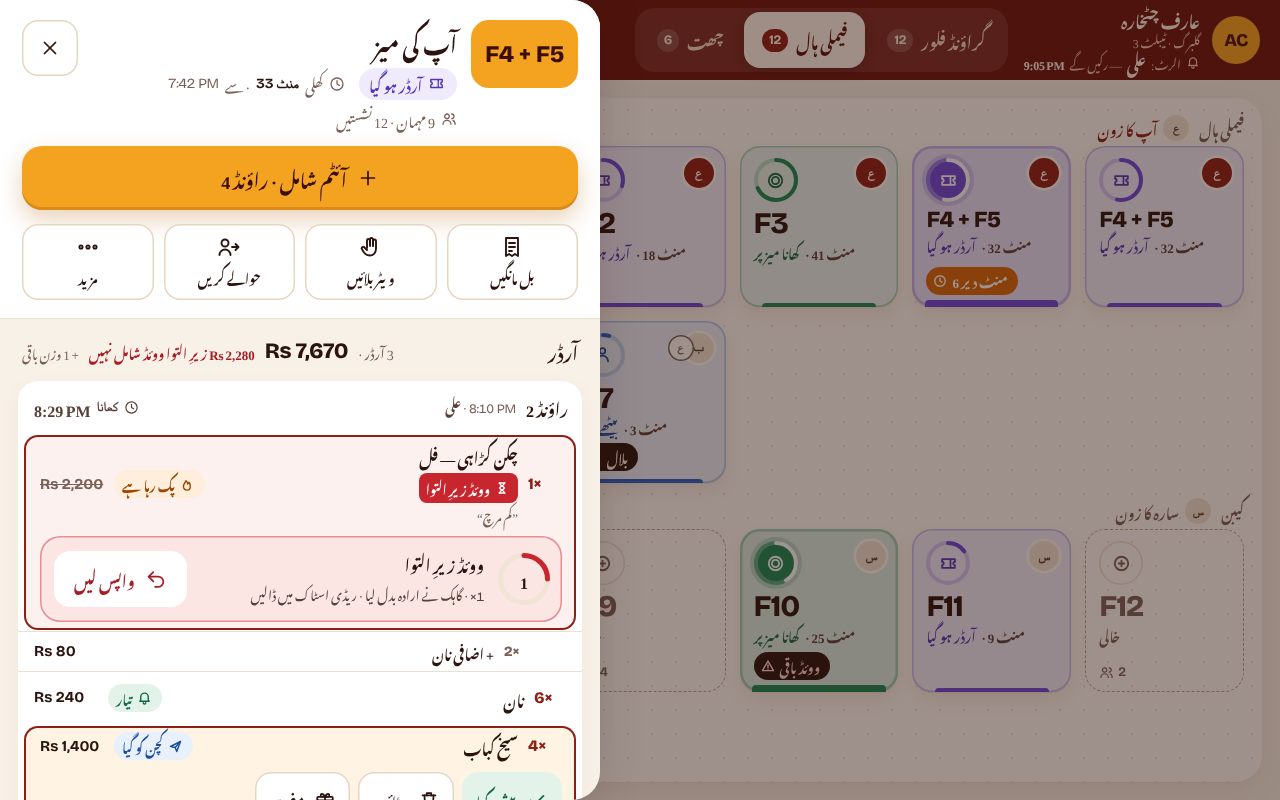 عارف چٹخارہ
گلبرگ · ٹیبلٹ 3
الرٹ: علی — رکیں گے 9:05 PM
AC
گراؤنڈ فلور 12
فیملی ہال 12
چھت 6
آپ کی میز
F4 + F5
آرڈر ہو گیا
کھلی 33 منٹ · سے 7:42 PM
9 مہمان · 12 نشستیں
آئٹم شامل · راؤنڈ 4
بل مانگیں
ویٹر بلائیں
حوالے کریں
مزید
آرڈر
3 آرڈر · Rs 7,670 Rs 2,280 زیرِ التوا ووئڈ شامل نہیں + 1 وزن باقی
راؤنڈ 2 8:10 PM · علی
کھانا 8:29 PM
1× چکن کڑاہی — فل
ووئڈ زیرِ التوا
”کم مرچ“
پک رہا ہے Rs 2,200
1 ووئڈ زیرِ التوا
1× · گاہک نے ارادہ بدل لیا · ریڈی اسٹاک میں ڈالیں
واپس لیں
2× + اضافی نان Rs 80
6× نان تیار Rs 240
4× سیخ کباب کچن کو گیا Rs 1,400
فیملی ہال ع آپ کا زون
ع
F4 + F5
32 منٹ · آرڈر ہو گیا
ع
F4 + F5
32 منٹ · آرڈر ہو گیا
6 منٹ دیر
ع
F3
41 منٹ · کھانا میز پر
ع
2
18 منٹ · آرڈر
ب ع
7
3 منٹ · بیٹھے
بلال
کیبن س سارہ کا زون
F12
خالی
2
س
F11
9 منٹ · آرڈر ہو گیا
س
F10
25 منٹ · کھانا میز پر
ووئڈ باقی
9
4